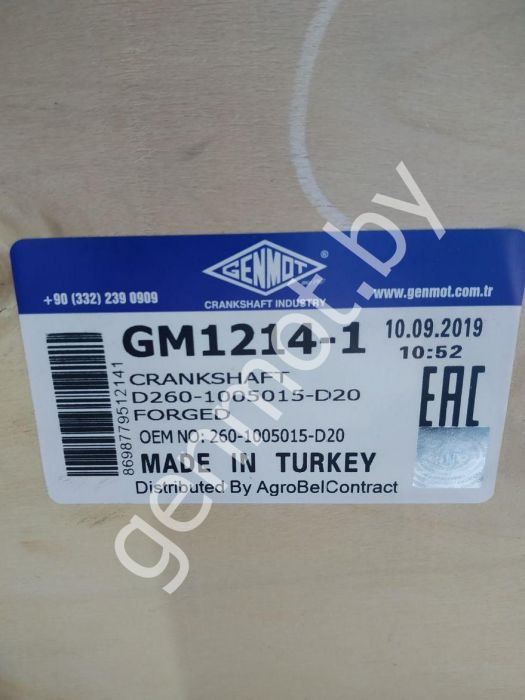 GENMOT
CRANKSHAFT INDUSTRY
+90 (332) 239 0909
www.genmot.com.tr
GM1214-1
10.09.2019
10:52
CRANKSHAFT
D260-1005015-D20
FORGED
OEM NO: 260-1005015-D20
MADE IN TURKEY
Distributed By AgroBelContract
8698779512141
EAC
genmot.by